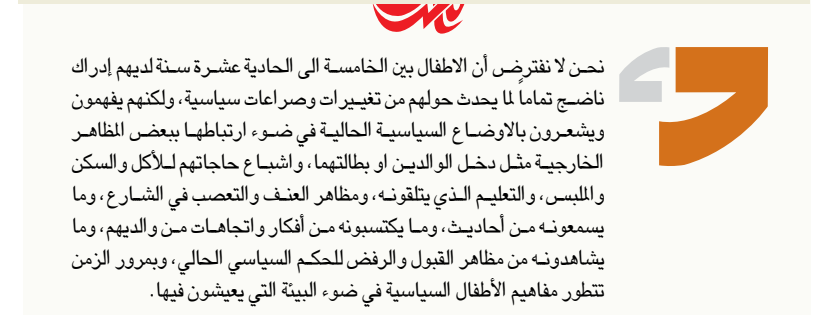 نحن لا نفترض أن الاطفال بين الخامسة الى الحادية عشرة سنة لديهم إدراك
ناضج تماماً لما يحدث حولهم من تغييرات وصراعات سياسية، ولكنهم يفهمون
ويشعرون بالاوضاع السياسية الحالية في ضوء ارتباطها ببعض المظاهر
الخارجية مثل دخل الوالدين او بطالتهما، واشباع حاجاتهم للأكل والسكن
والملبس، والتعليم الذي يتلقونه، ومظاهر العنف والتعصب في الشارع، وما
يسمعونه من أحاديث، وما يكتسبونه من أفكار واتجاهات من والديهم، وما
يشاهدونه من مظاهر القبول والرفض للحكم السياسي الحالي، وبمرور الزمن
تتطور مفاهيم الأطفال السياسية في ضوء البيئة التي يعيشون فيها.